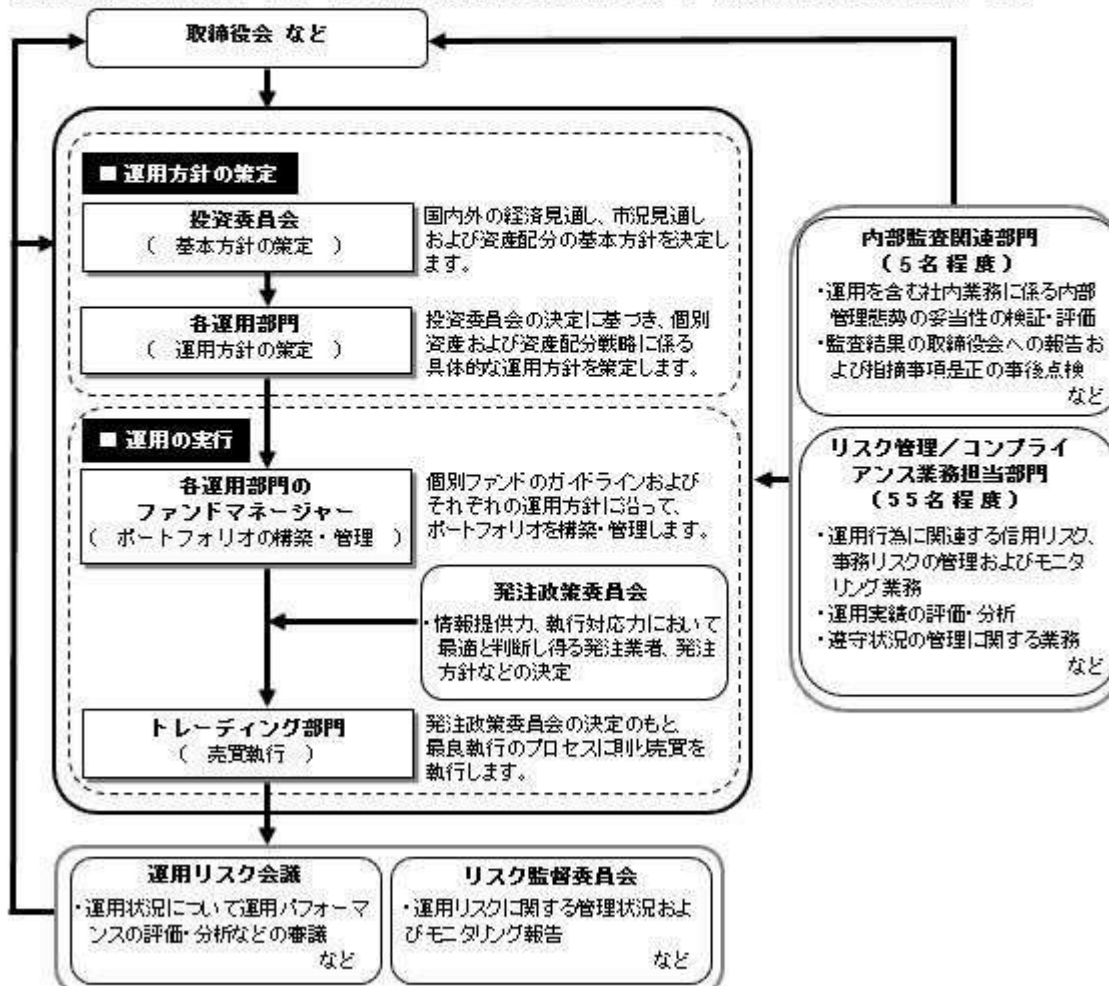 取締役会 など
■ 運用方針の策定
投資委員会
( 基本方針の策定 )
国内外の経済見通し、市況見通し
および資産配分の基本方針を決定し
ます。
各運用部門
( 運用方針の策定 )
投資委員会の決定に基づき、個別
資産および資産配分戦略に係る
具体的な運用方針を策定します。
■ 運用の実行
各運用部門の
ファンドマネージャー
( ポートフォリオの構築・管理 )
個別ファンドのガイドラインおよび
それぞれの運用方針に沿って、
ポートフォリオを構築・管理します。
発注政策委員会
・情報提供力、執行対応力において
最適と判断し得る発注業者、発注
方針などの決定
トレーディング部門
( 売買執行 )
発注政策委員会の決定のもと、
最良執行のプロセスに則り売買を
執行します。
内部監査関連部門
(5名程度)
・運用を含む社内業務に係る内部
管理態勢の妥当性の検証・評価
・監査結果の取締役会への報告お
よび指摘事項是正の事後点検
など
リスク管理/コンプライ
アンス業務担当部門
(55名程度)
・運用行為に関連する信用リスク、
事務リスクの管理およびモニタ
リング業務
・運用実績の評価・分析
・遵守状況の管理に関する業務
など
運用リスク会議
・運用状況について運用パフォーマ
ンスの評価・分析などの審議
など
リスク監督委員会
・運用リスクに関する管理状況およ
びモニタリング報告
など